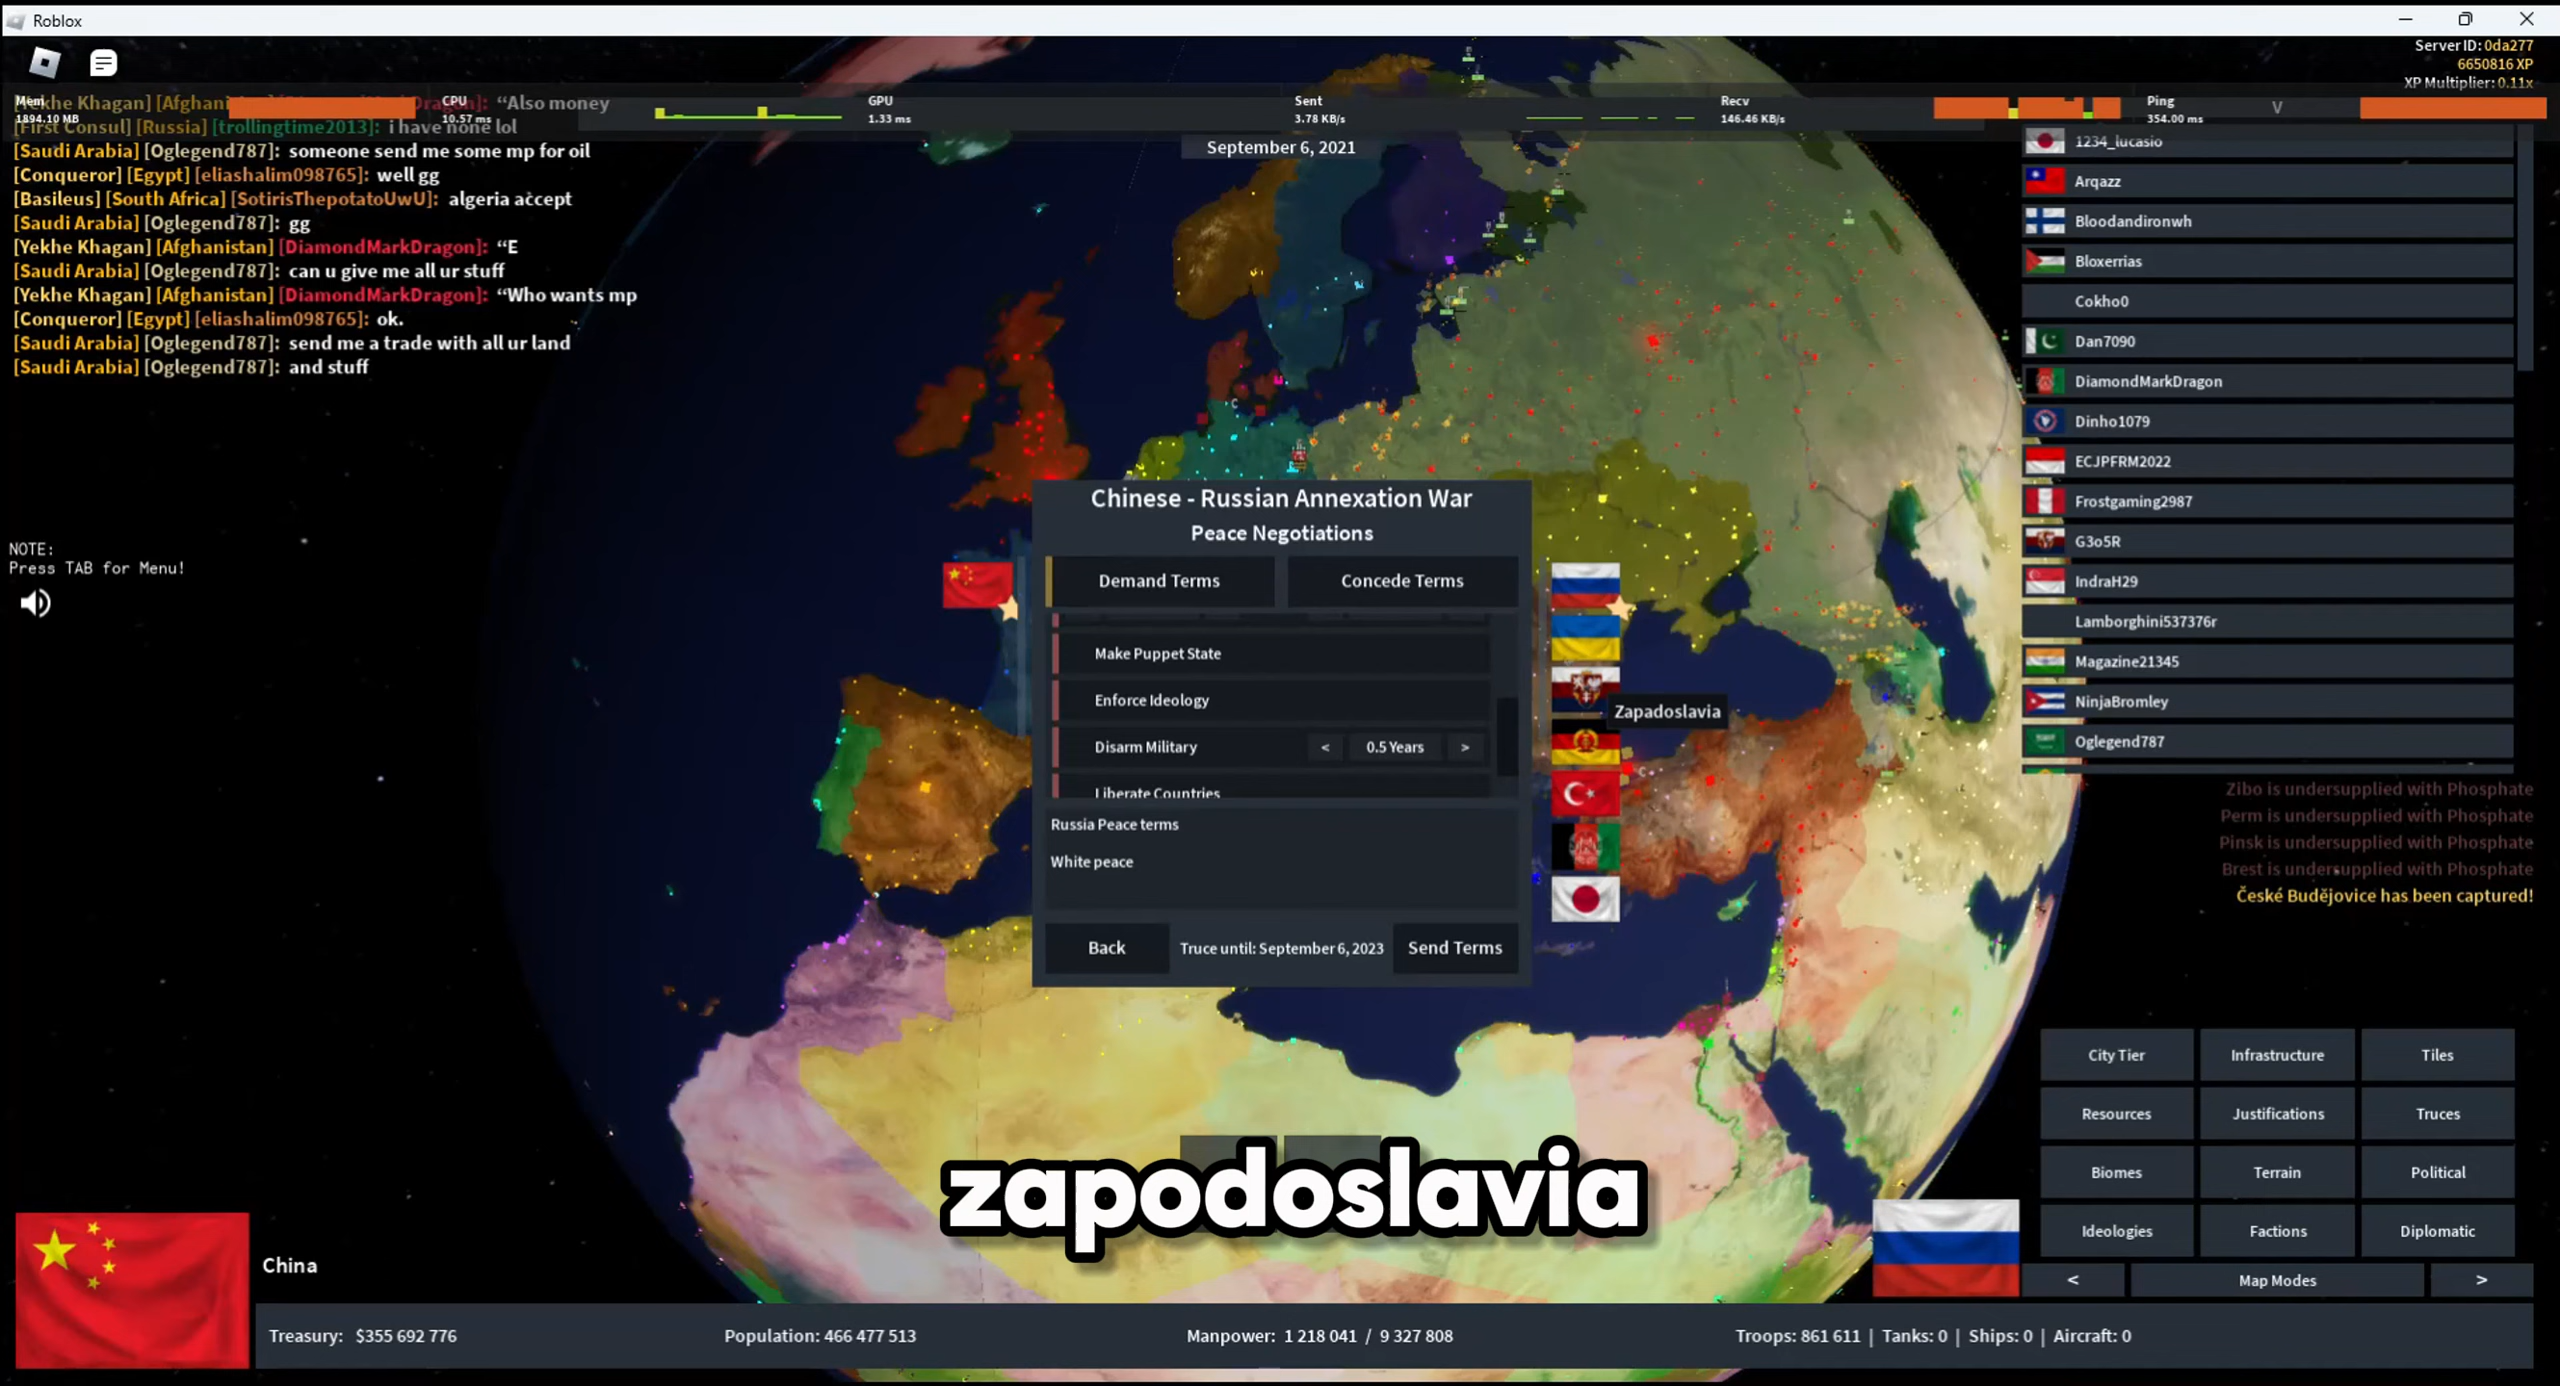 Roblox
Server ID: 0da277
6650816 XP
XP Multiplier: 0.11x
Mem
1894.10 MB
CPU
10.57 ms
GPU
1.33 ms
Sent
3.78 KB/s
Recv
146.46 KB/s
Ping
354.00 ms
V
“Also money
[First Consul] [Russia] [trollingtime2013]: i have none lol
[Saudi Arabia] [Oglegend787]: someone send me some mp for oil
[Conqueror] [Egypt] [eliashalim098765]: well gg
[Basileus] [South Africa] [SotirisThepotatoUwU]: algeria accept
[Saudi Arabia] [Oglegend787]: gg
[Yekhe Khagan] [Afghanistan] [DiamondMarkDragon]: “E
[Saudi Arabia] [Oglegend787]: can u give me all ur stuff
[Yekhe Khagan] [Afghanistan] [DiamondMarkDragon]: “Who wants mp
[Conqueror] [Egypt] [eliashalim098765]: ok.
[Saudi Arabia] [Oglegend787]: send me a trade with all ur land
[Saudi Arabia] [Oglegend787]: and stuff
September 6, 2021
1234_lucasio
Arqazz
Bloodandironwh
Bloxerrias
Cokho0
Dan7090
DiamondMarkDragon
Dinho1079
ECJPFRM2022
Frostgaming2987
G3o5R
IndraH29
Lamborghini537376r
Magazine21345
NinjaBromley
Oglegend787
NOTE:
Press TAB for Menu!
C
Chinese - Russian Annexation War
Peace Negotiations
Demand Terms
Concede Terms
Make Puppet State
Enforce Ideology
Disarm Military < 0.5 Years >
Liberate Countries
Russia Peace terms
White peace
Back
Truce until: September 6, 2023
Send Terms
Zapadoslavia
Zibo is undersupplied with Phosphate
Perm is undersupplied with Phosphate
Pinsk is undersupplied with Phosphate
Brest is undersupplied with Phosphate
České Budějovice has been captured!
City Tier
Infrastructure
Tiles
Resources
Justifications
Truces
Biomes
Terrain
Political
Ideologies
Factions
Diplomatic
< Map Modes >
zapodoslavia
China
Treasury: $355 692 776
Population: 466 477 513
Manpower: 1 218 041 / 9 327 808
Troops: 861 611 | Tanks: 0 | Ships: 0 | Aircraft: 0